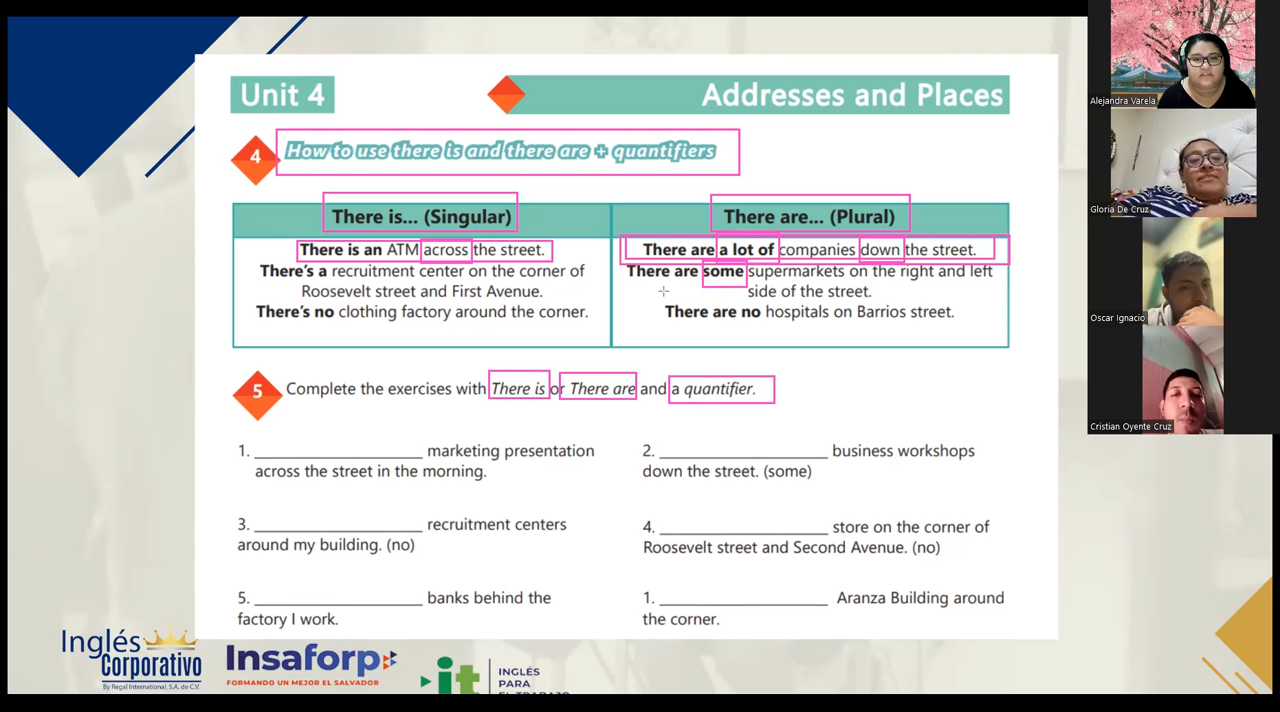 Unit 4
Addresses and Places
4
How to use there is and there are + quantifiers
There is... (Singular)
There are... (Plural)
There is an ATM across the street.
There's a recruitment center on the corner of
Roosevelt street and First Avenue.
There's no clothing factory around the corner.
There are a lot of companies down the street.
There are some supermarkets on the right and left
side of the street.
There are no hospitals on Barrios street.
5
Complete the exercises with There is or There are and a quantifier.
1. ____________________ marketing presentation
across the street in the morning.
2. ____________________ business workshops
down the street. (some)
3. ____________________ recruitment centers
around my building. (no)
4. ____________________ store on the corner of
Roosevelt street and Second Avenue. (no)
5. ____________________ banks behind the
factory I work.
1. ____________________ Aranza Building around
the corner.
Inglés
Corporativo
By Regal International, S.A. de C.V.
Insaforp
FORMANDO UN MEJOR EL SALVADOR
it
INGLÉS
PARA
EL TRABAJO
Alejandra Varela
Gloria De Cruz
Oscar Ignacio
Cristian Oyente Cruz